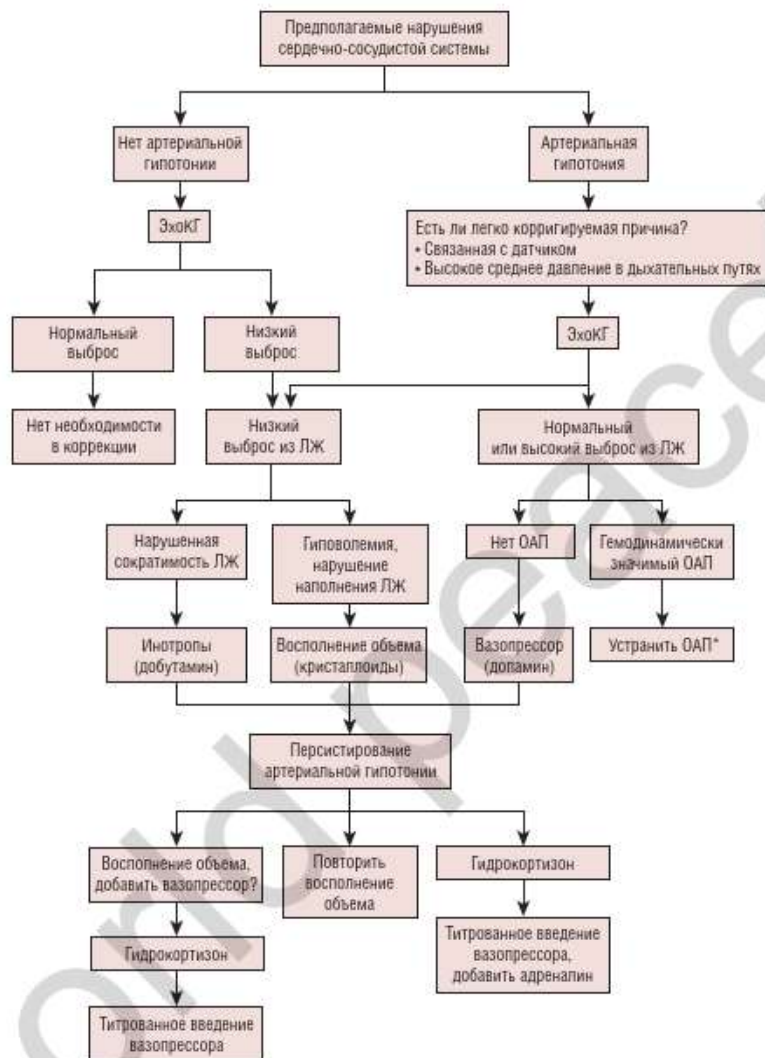 Предполагаемые нарушения
сердечно-сосудистой системы
Нет артериальной
гипотонии
Артериальная
гипотония
ЭхоКГ
Есть ли легко корригируемая причина?
• Связанная с датчиком
• Высокое среднее давление в дыхательных путях
Нормальный
выброс
Низкий
выброс
ЭхоКГ
Нет необходимости
в коррекции
Низкий
выброс из ЛЖ
Нормальный
или высокий выброс из ЛЖ
Нарушенная
сократимость ЛЖ
Гиповолемия,
нарушение
наполнения ЛЖ
Нет ОАП
Гемодинамически
значимый ОАП
Инотропы
(добутамин)
Восполнение объема
(кристаллоиды)
Вазопрессор
(допамин)
Устранить ОАП*
Персистирование
артериальной гипотонии
Восполнение объема,
добавить вазопрессор?
Повторить
восполнение
объема
Гидрокортизон
Гидрокортизон
Титрованное введение
вазопрессора,
добавить адреналин
Титрованное введение
вазопрессора
orld peace